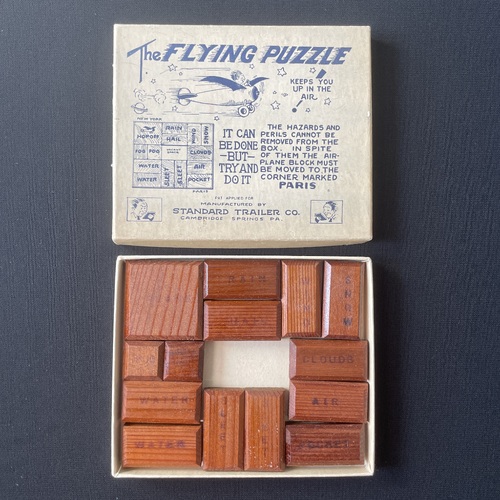 The FLYING PUZZLE
KEEPS YOU
UP IN THE
AIR
NEW YORK
HOPOFF
RAIN
HAIL
WIND
SNOW
FOG
FOG
CLOUDS
WATER
SLEET
SLEET
AIR
WATER
POCKET
PARIS
IT CAN
BE DONE
-BUT-
TRY AND
DO IT
THE HAZARDS AND
PERILS CANNOT BE
REMOVED FROM THE
BOX. IN SPITE
OF THEM THE AIR-
PLANE BLOCK MUST
BE MOVED TO THE
CORNER MARKED
PARIS
PAT. APPLIED FOR
MANUFACTURED BY
STANDARD TRAILER CO.
CAMBRIDGE SPRINGS, PA.
RAIN
SNOW
CLOUDS
WATER
AIR
WATER
POCKET